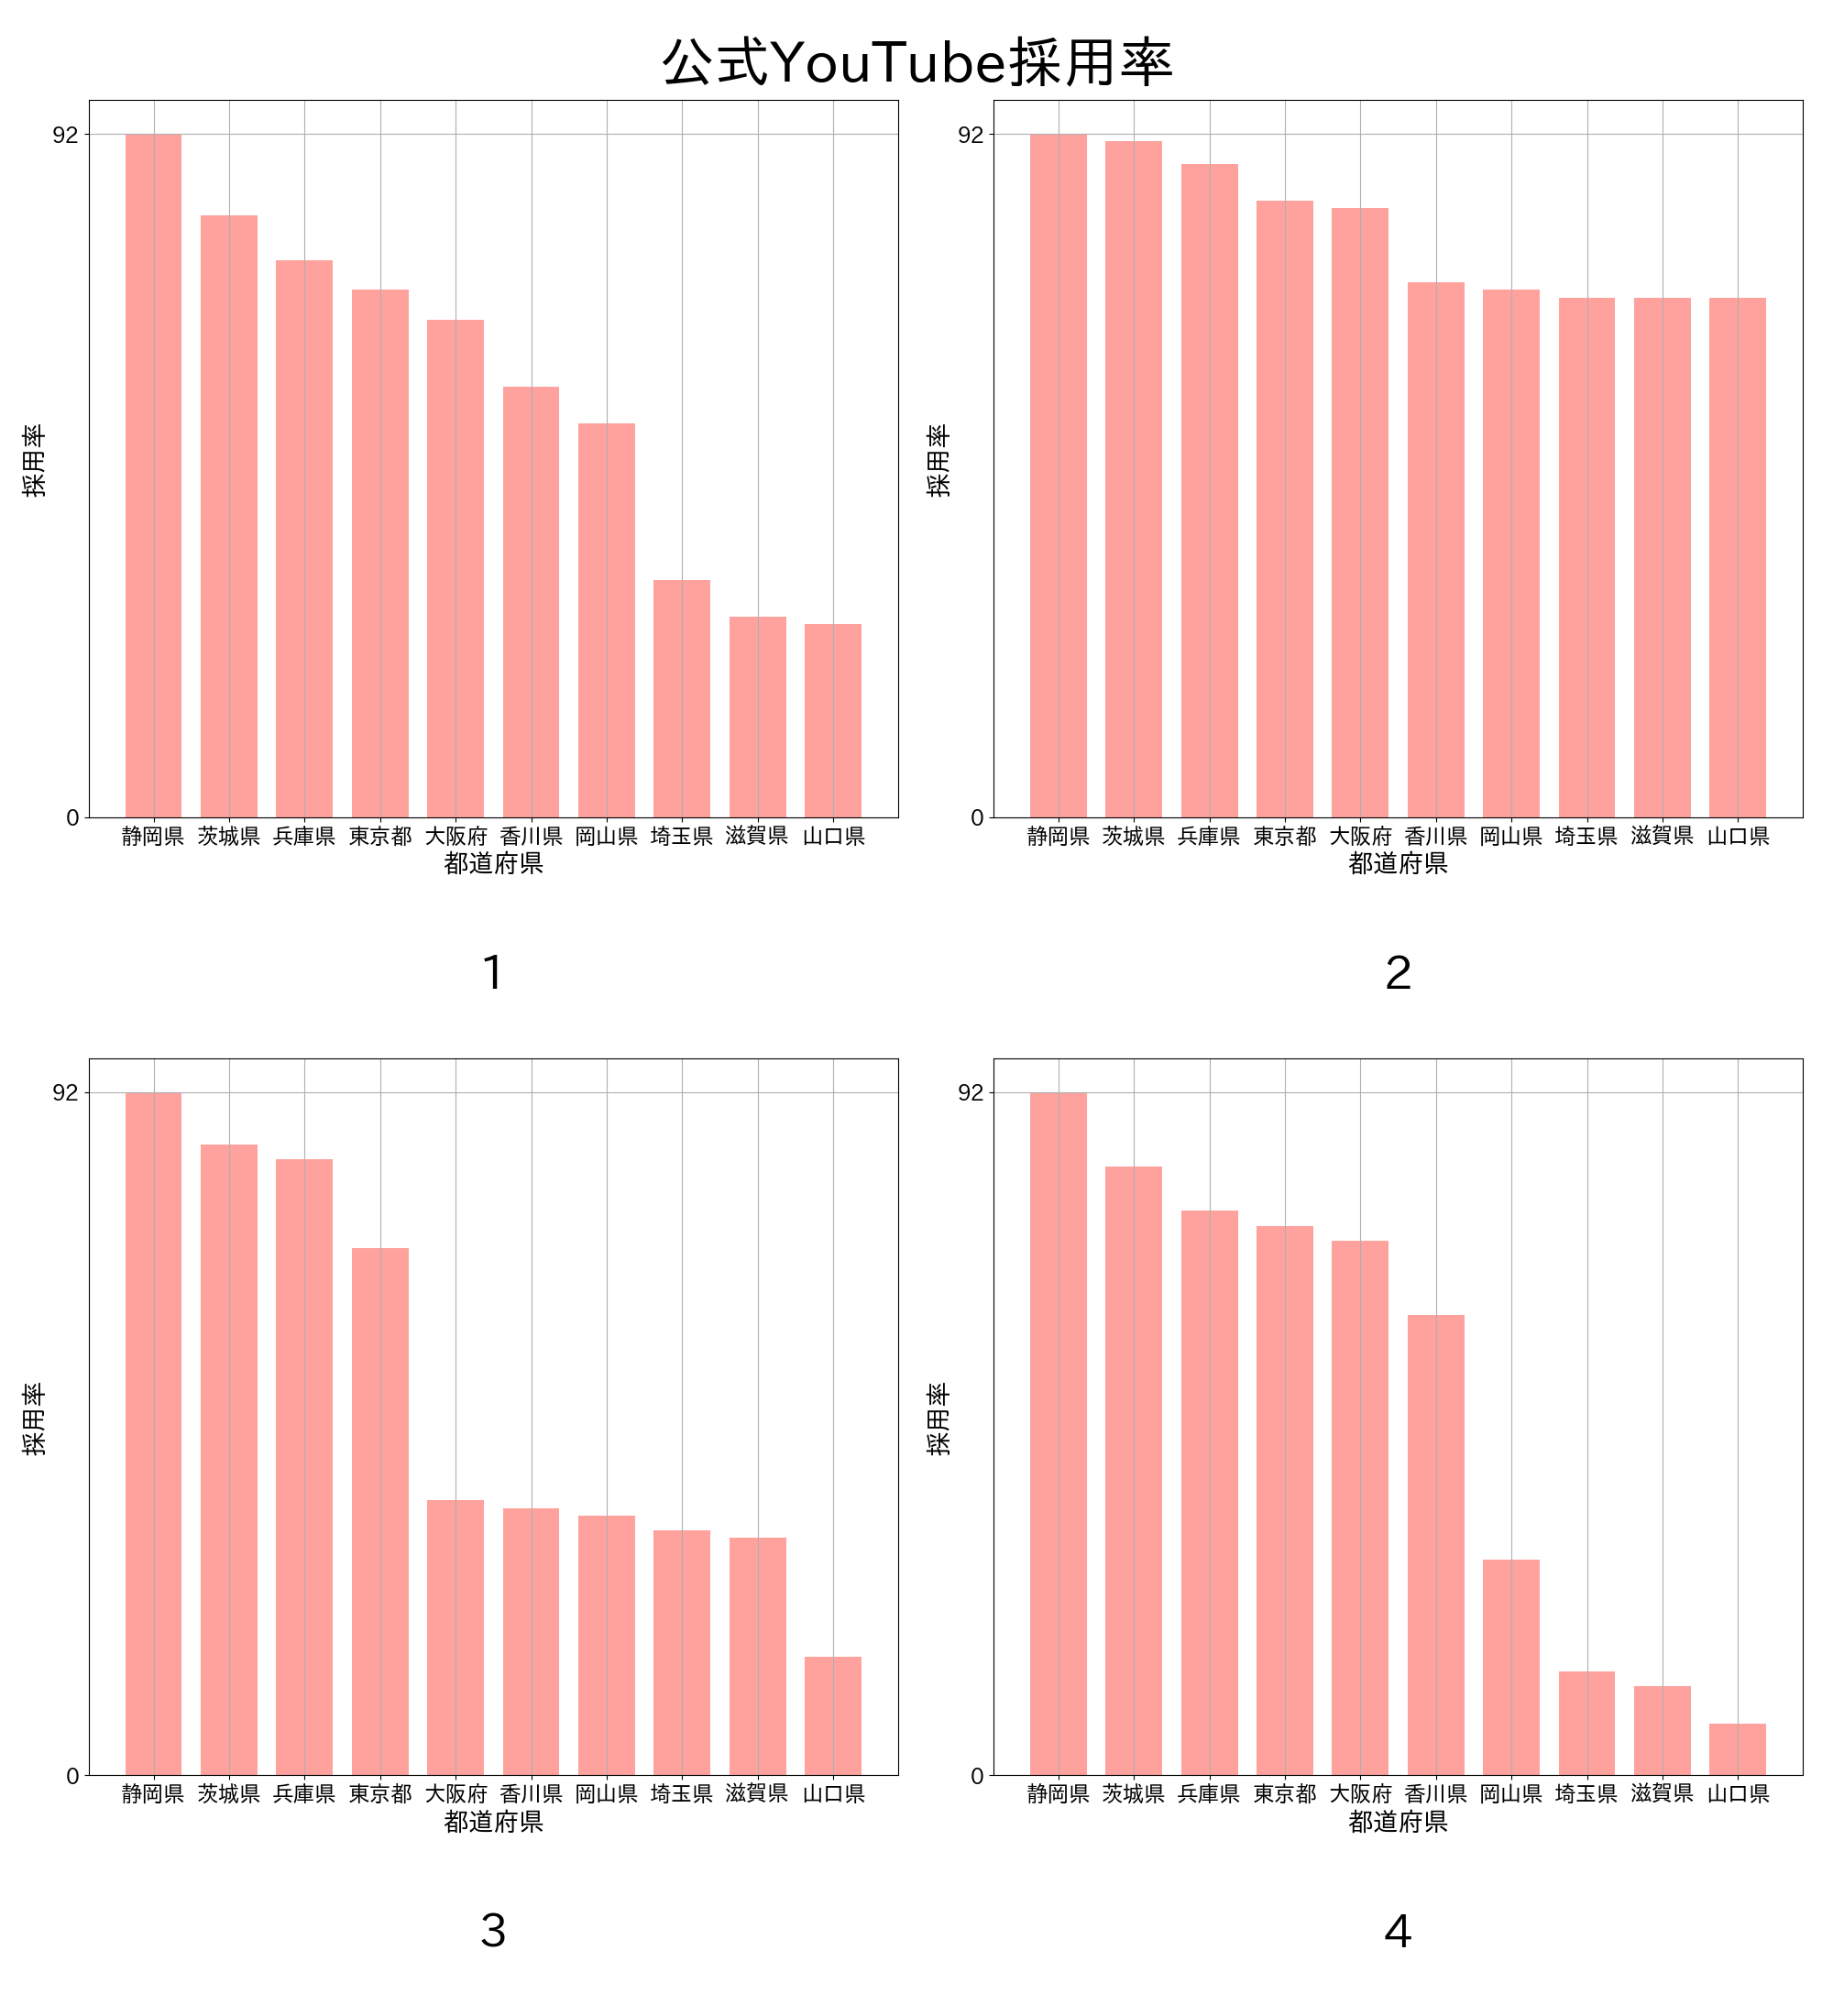 公式YouTube採用率
92
0
採用率
静岡県 茨城県 兵庫県 東京都 大阪府 香川県 岡山県 埼玉県 滋賀県 山口県
都道府県
1
92
0
採用率
静岡県 茨城県 兵庫県 東京都 大阪府 香川県 岡山県 埼玉県 滋賀県 山口県
都道府県
2
92
0
採用率
静岡県 茨城県 兵庫県 東京都 大阪府 香川県 岡山県 埼玉県 滋賀県 山口県
都道府県
3
92
0
採用率
静岡県 茨城県 兵庫県 東京都 大阪府 香川県 岡山県 埼玉県 滋賀県 山口県
都道府県
4